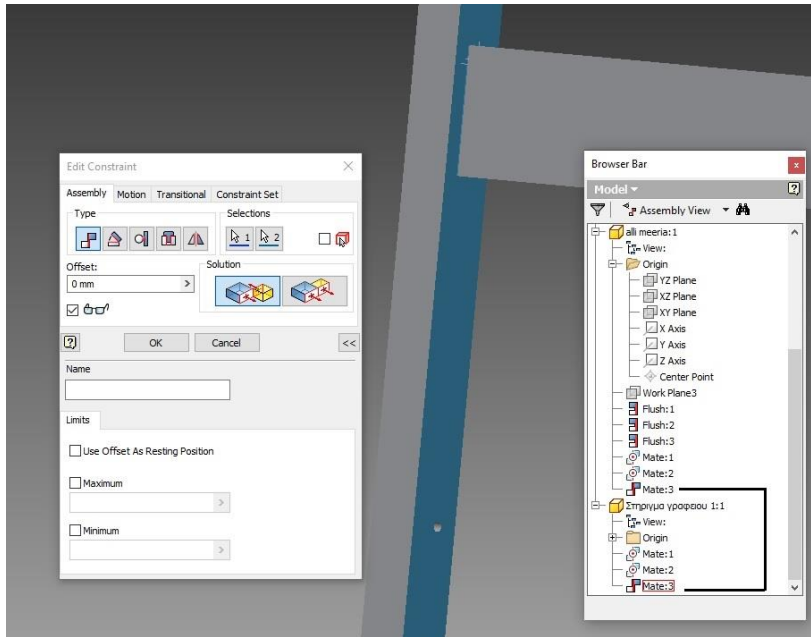 Edit Constraint
Assembly Motion Transitional Constraint Set
Type
Selections
1 2
Offset:
0 mm
Solution
OK Cancel <<
Name
Limits
Use Offset As Resting Position
Maximum
Minimum
Browser Bar
Model
Assembly View
alli meeria:1
View:
Origin
YZ Plane
XZ Plane
XY Plane
X Axis
Y Axis
Z Axis
Center Point
Work Plane3
Flush:1
Flush:2
Flush:3
Mate:1
Mate:2
Mate:3
Στηριγμα γραφειου 1:1
View:
Origin
Mate:1
Mate:2
Mate:3